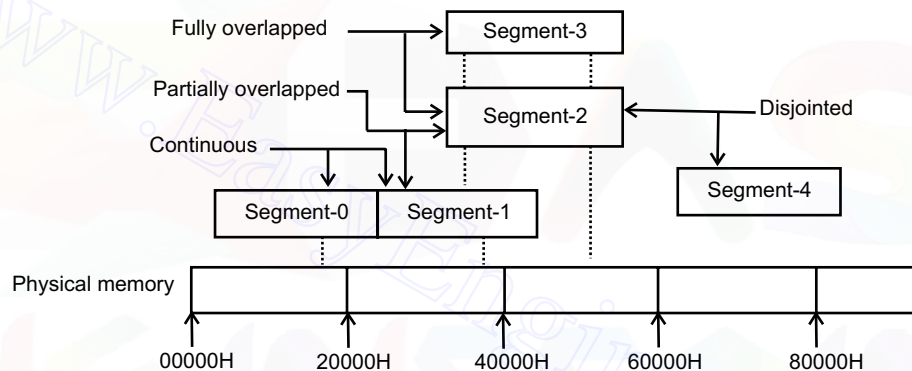 Fully overlapped
Segment-3
Partially overlapped
Segment-2
Disjointed
Continuous
Segment-0
Segment-1
Segment-4
Physical memory
00000H
20000H
40000H
60000H
80000H